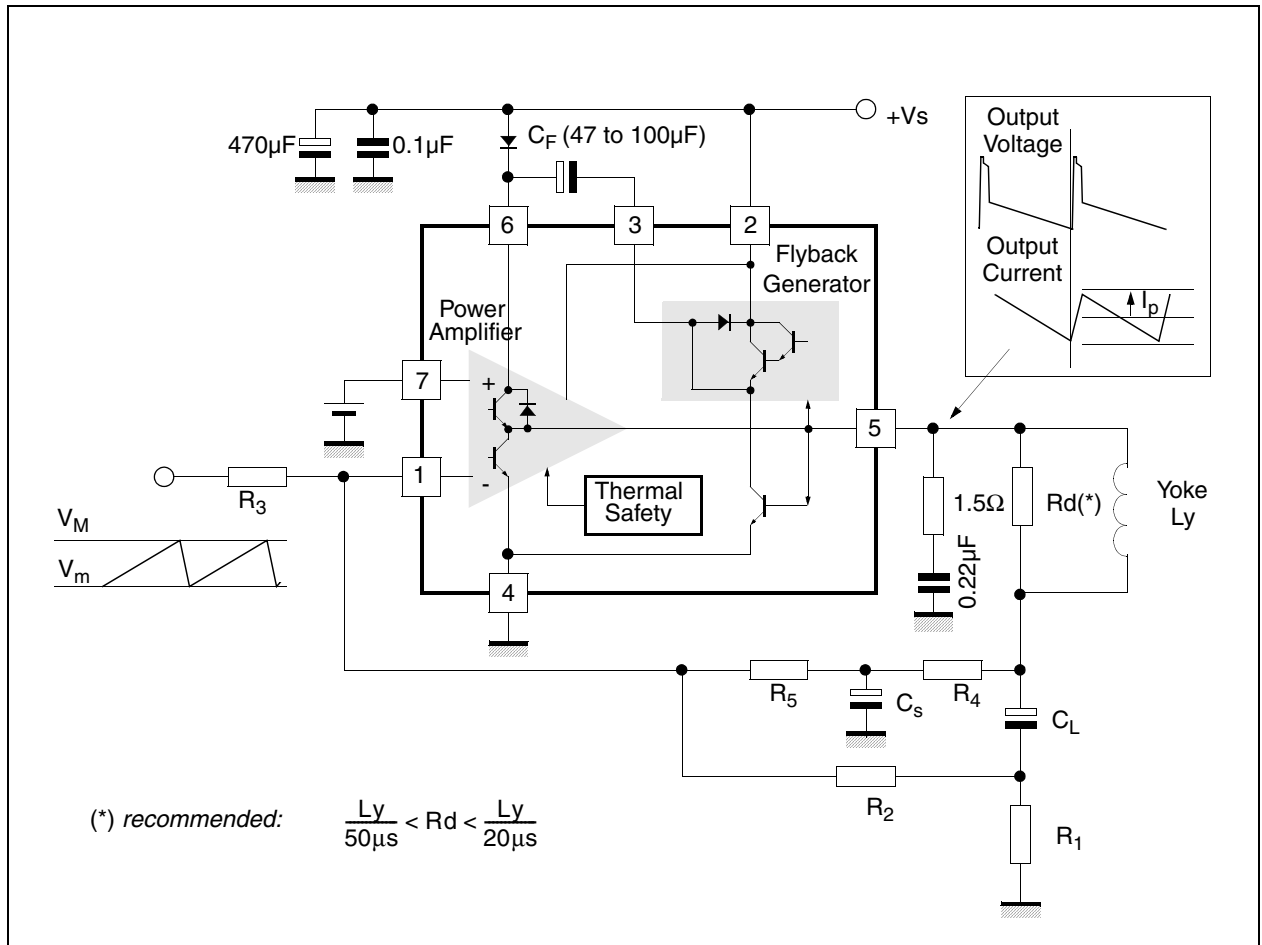 470µF
0.1µF
C_F (47 to 100µF)
+Vs
Output
Voltage
Output
Current
I_p
6
3
2
Flyback
Generator
Power
Amplifier
7
+
1
-
5
Thermal
Safety
4
R_3
V_M
V_m
1.5Ω
0.22µF
Rd(*)
Yoke
Ly
R_5
C_s
R_4
C_L
R_2
R_1
(*) recommended: Ly/50µs < Rd < Ly/20µs